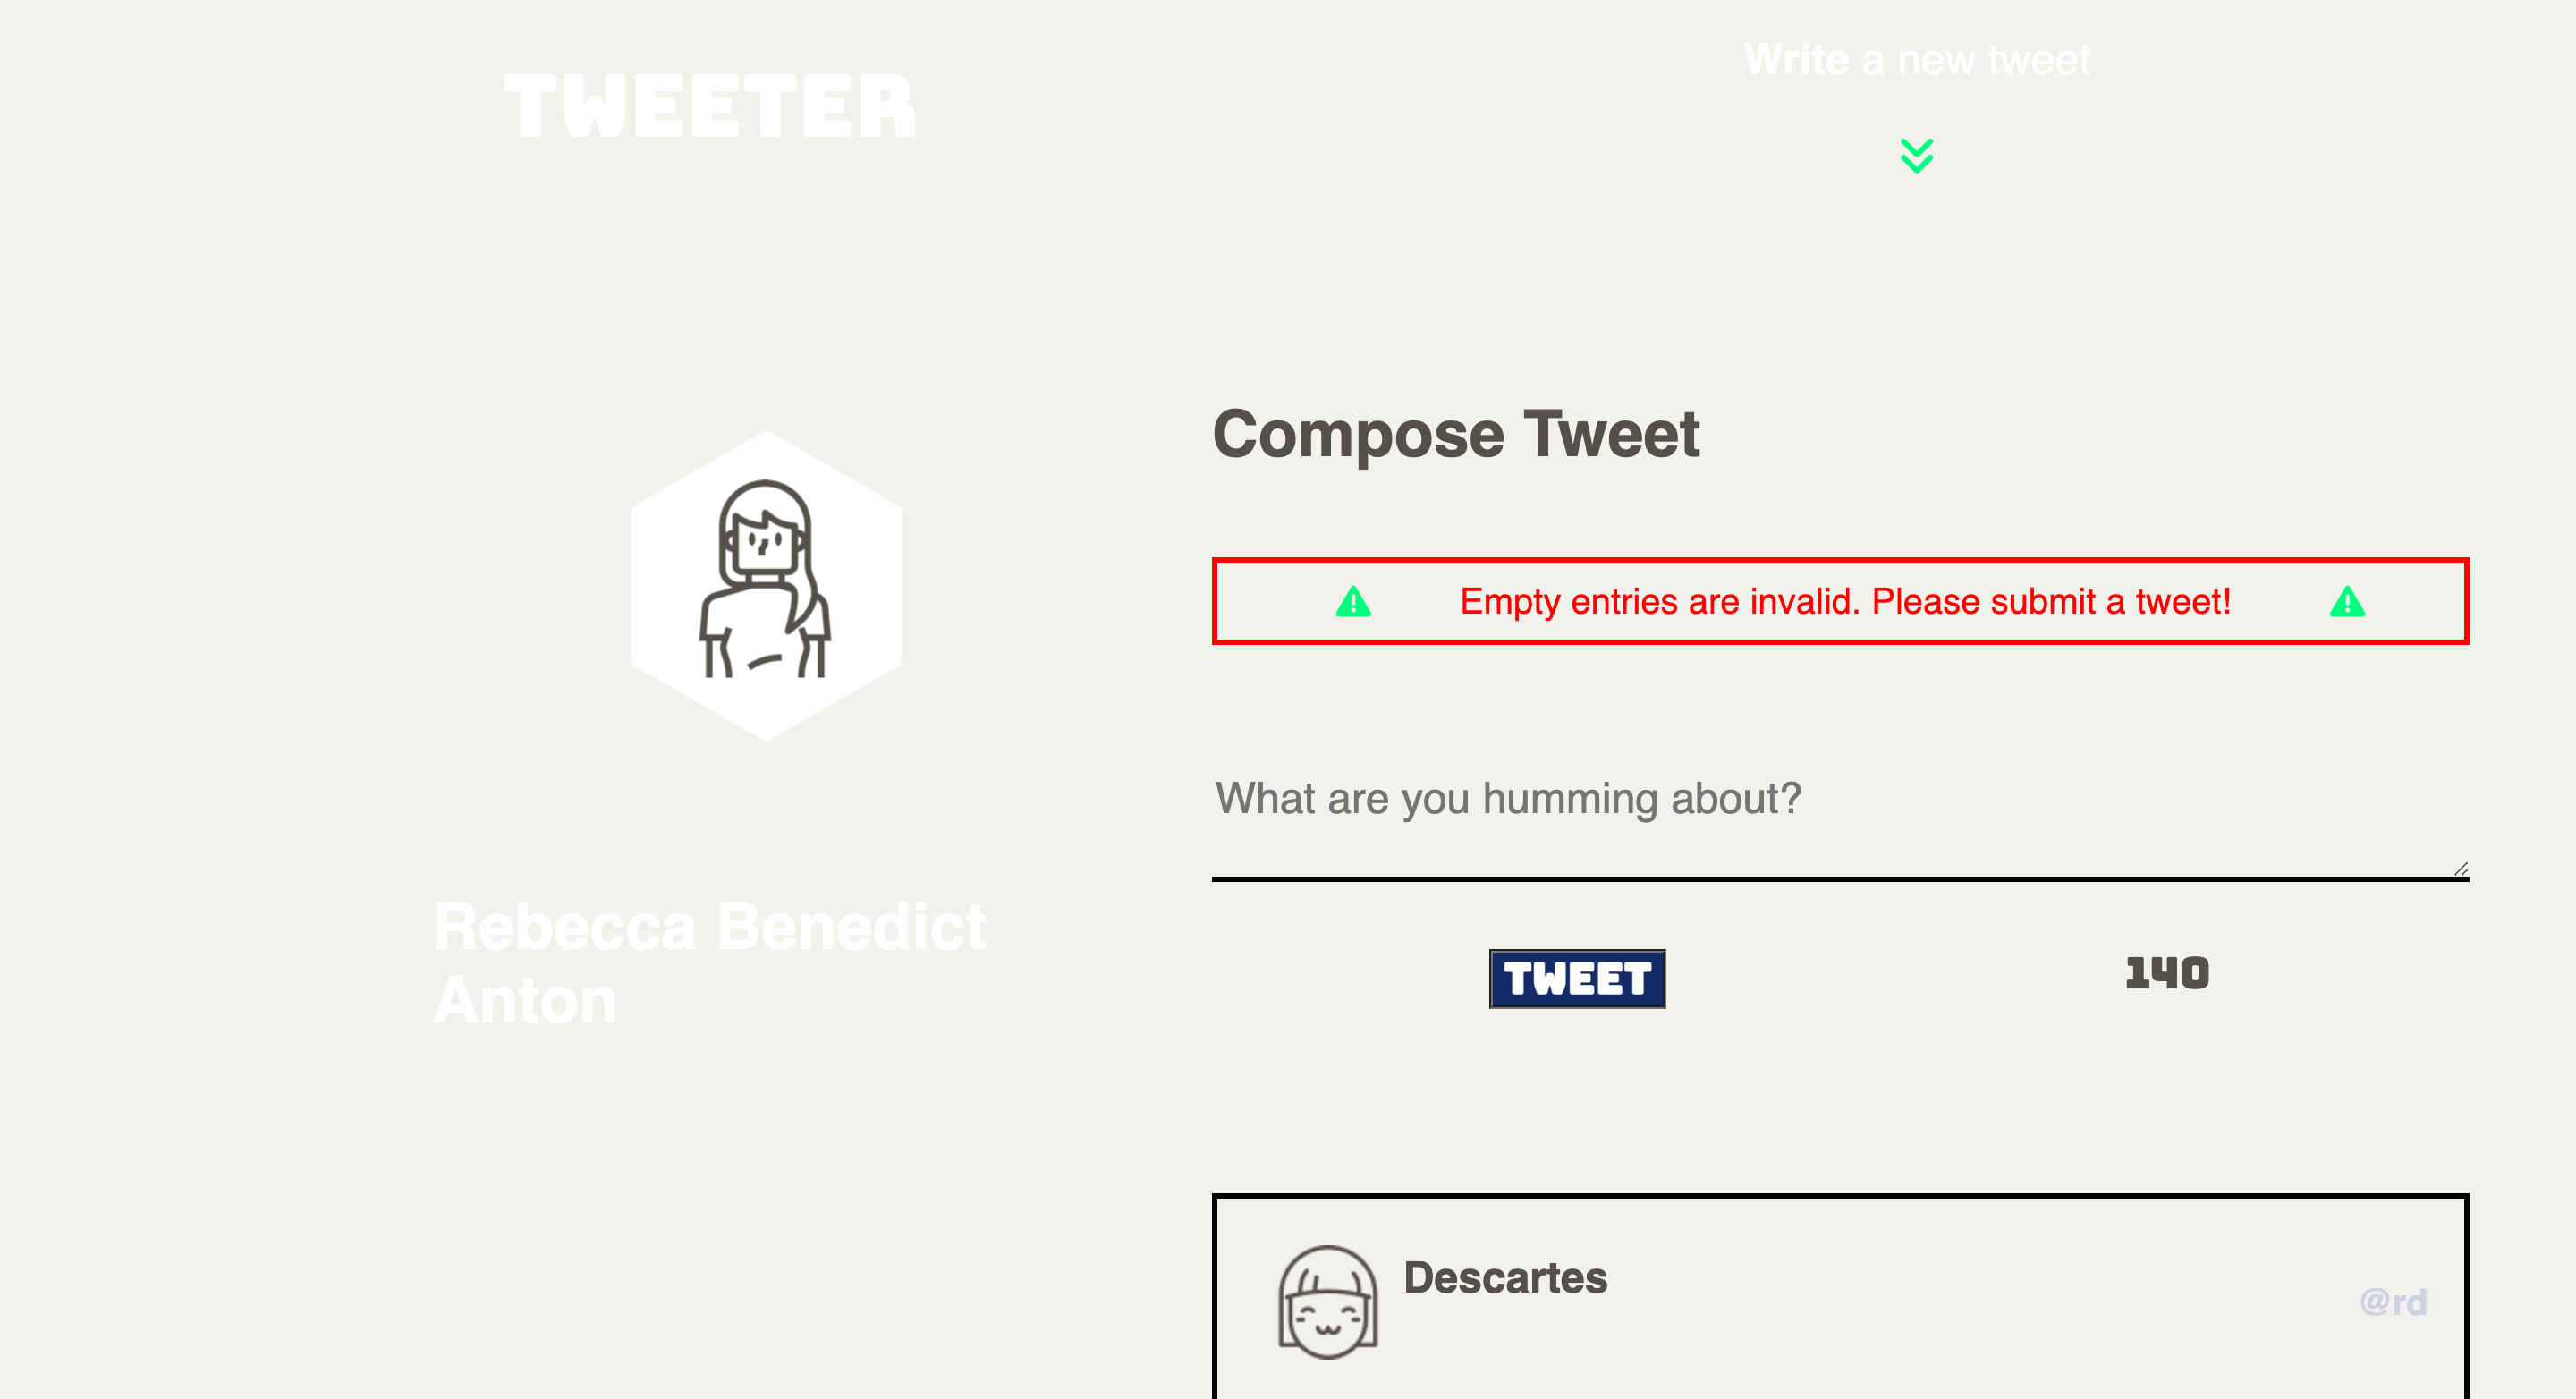 TWEETER
Write a new tweet
Rebecca Benedict
Anton
Compose Tweet
Empty entries are invalid. Please submit a tweet!
What are you humming about?
TWEET
140
Descartes
@rd